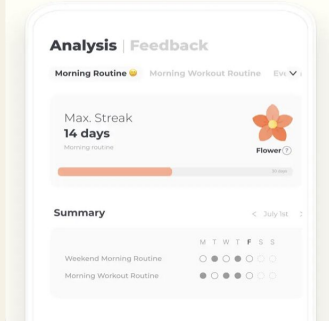 Analysis | Feedback
Morning Routine Morning Workout Routine Eve
Max. Streak
14 days
Morning routine
Flower ?
Summary
< July 1st
M T W T F S S
Weekend Morning Routine
Morning Workout Routine